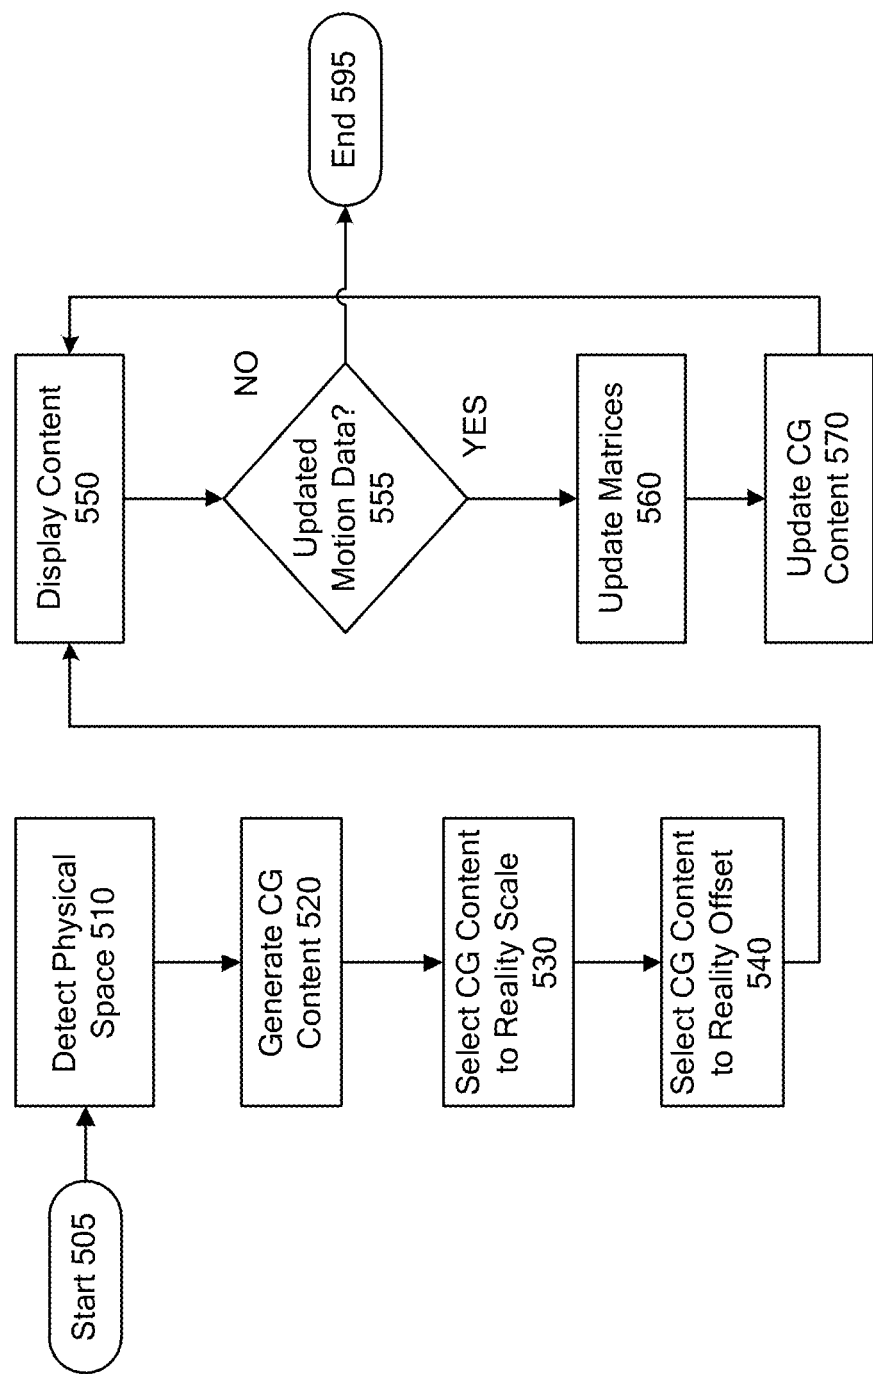 Start 505
Detect Physical
Space 510
Generate CG
Content 520
Select CG Content
to Reality Scale
530
Select CG Content
to Reality Offset
540
Display Content
550
Updated
Motion Data?
555
NO
YES
Update Matrices
560
Update CG
Content 570
End 595